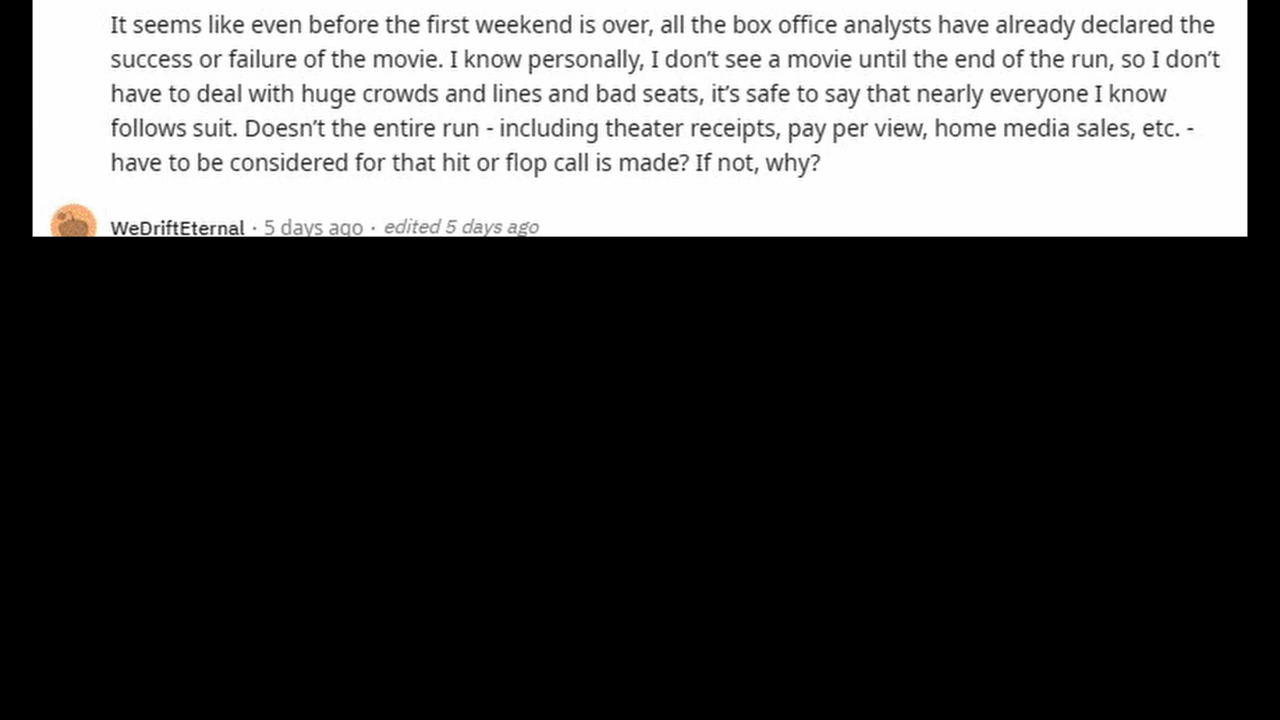 It seems like even before the first weekend is over, all the box office analysts have already declared the
success or failure of the movie. I know personally, I don’t see a movie until the end of the run, so I don’t
have to deal with huge crowds and lines and bad seats, it’s safe to say that nearly everyone I know
follows suit. Doesn’t the entire run - including theater receipts, pay per view, home media sales, etc. -
have to be considered for that hit or flop call is made? If not, why?
WeDriftEternal · 5 days ago · edited 5 days ago